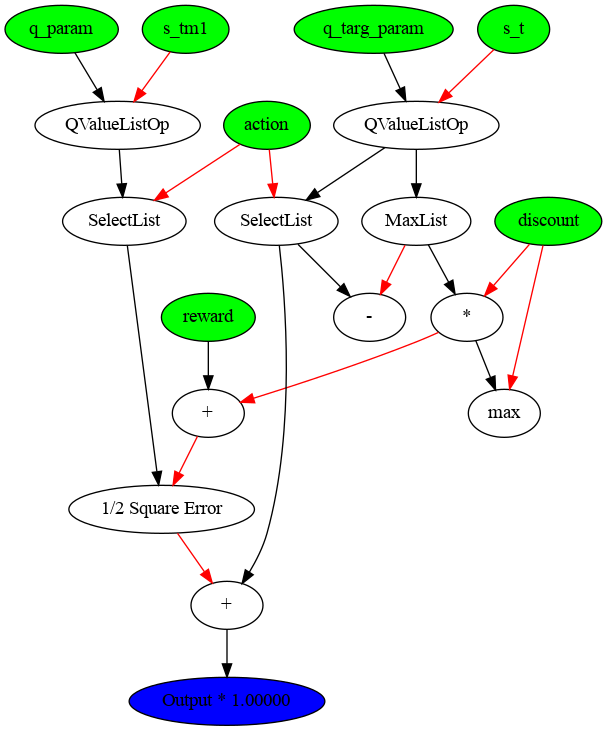 q_param
s_tm1
q_targ_param
s_t
QValueListOp
action
QValueListOp
SelectList
SelectList
MaxList
discount
reward
-
*
+
max
1/2 Square Error
+
Output * 1.00000